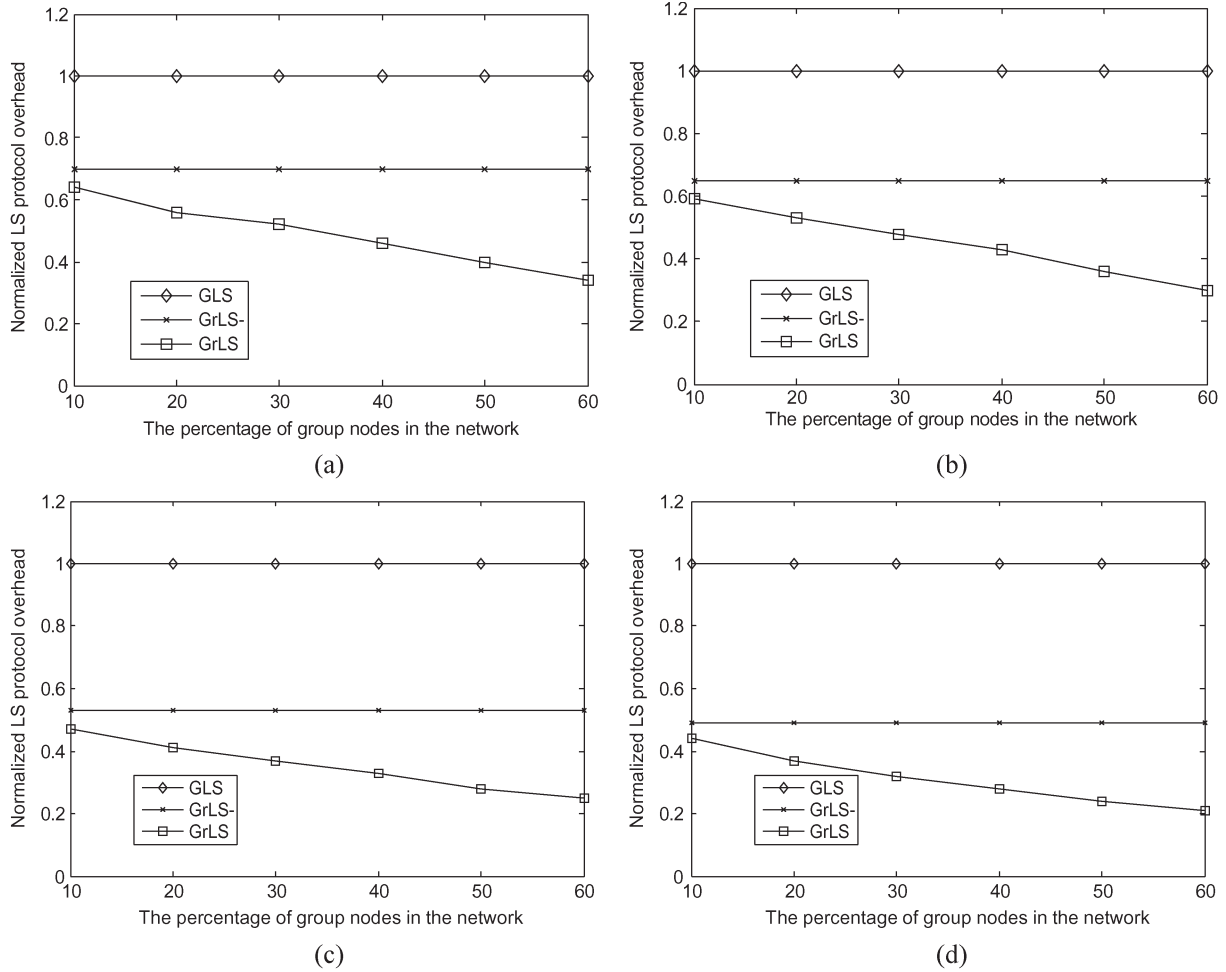 Normalized LS protocol overhead
1.2
1
0.8
0.6
0.4
0.2
0
GLS
GrLS-
GrLS
10 20 30 40 50 60
The percentage of group nodes in the network
(a)
Normalized LS protocol overhead
1.2
1
0.8
0.6
0.4
0.2
0
GLS
GrLS-
GrLS
10 20 30 40 50 60
The percentage of group nodes in the network
(b)
Normalized LS protocol overhead
1.2
1
0.8
0.6
0.4
0.2
0
GLS
GrLS-
GrLS
10 20 30 40 50 60
The percentage of group nodes in the network
(c)
Normalized LS protocol overhead
1.2
1
0.8
0.6
0.4
0.2
0
GLS
GrLS-
GrLS
10 20 30 40 50 60
The percentage of group nodes in the network
(d)